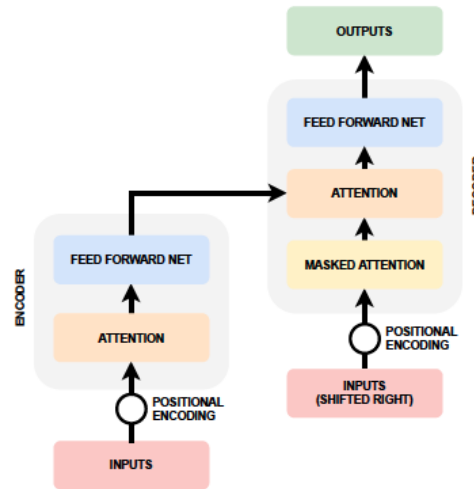 OUTPUTS
FEED FORWARD NET
ATTENTION
MASKED ATTENTION
POSITIONAL
ENCODING
INPUTS
(SHIFTED RIGHT)
ENCODER
FEED FORWARD NET
ATTENTION
POSITIONAL
ENCODING
INPUTS